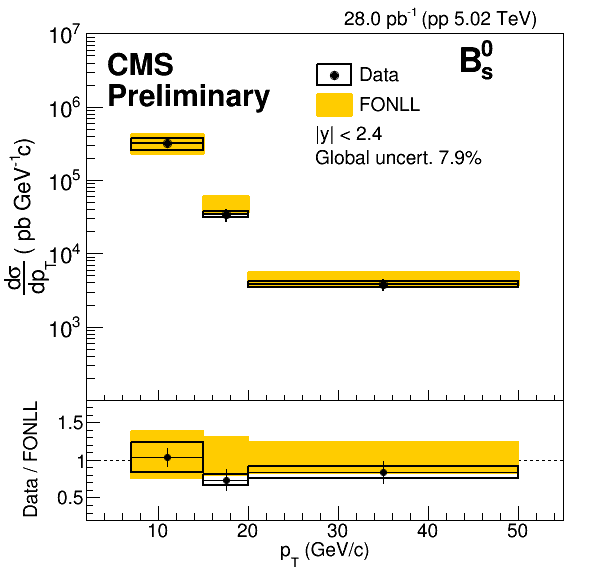 28.0 pb⁻¹ (pp 5.02 TeV)
10⁷
CMS
Preliminary
B⁰ₛ
Data
FONLL
|y| < 2.4
Global uncert. 7.9%
10⁶
10⁵
10⁴
10³
dσ/dp_T ( pb GeV⁻¹c)
Data / FONLL
1.5
1
0.5
10 20 30 40 50
p_T (GeV/c)